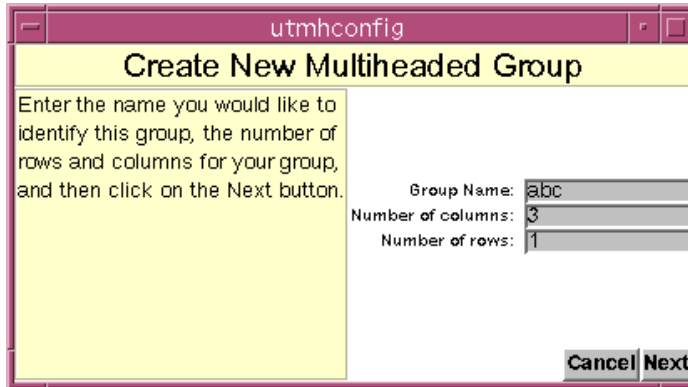 utmhconfig
Create New Multiheaded Group
Enter the name you would like to
identify this group, the number of
rows and columns for your group,
and then click on the Next button.
Group Name: abc
Number of columns: 3
Number of rows: 1
Cancel Next